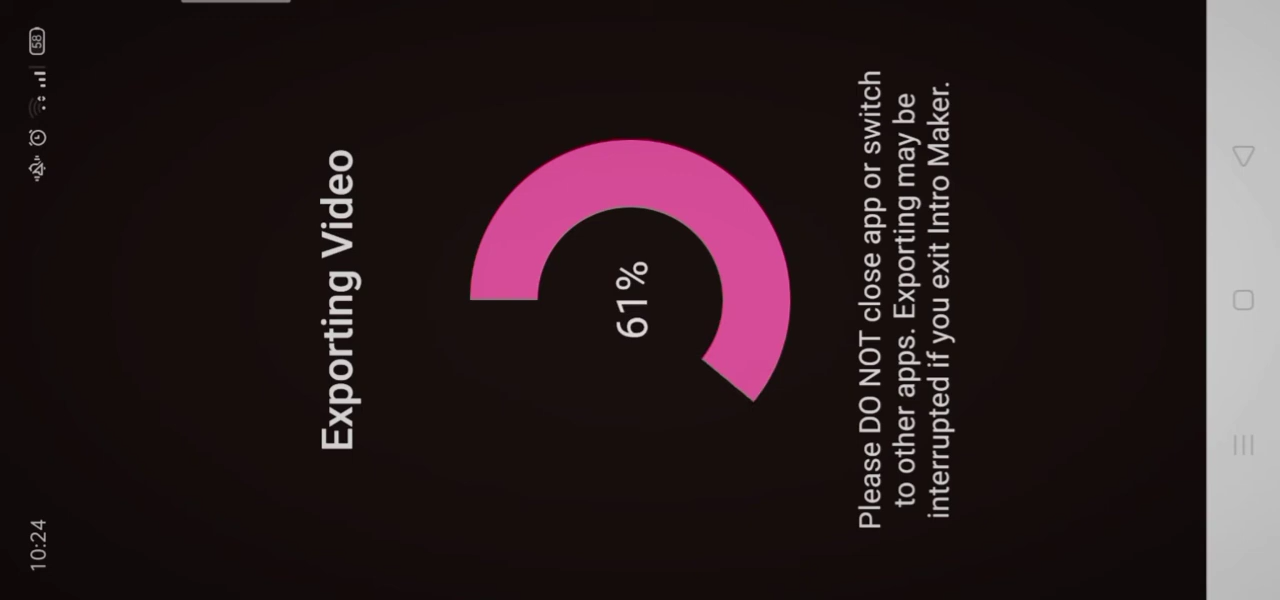 10:24
58
Exporting Video
61%
Please DO NOT close app or switch
to other apps. Exporting may be
interrupted if you exit Intro Maker.